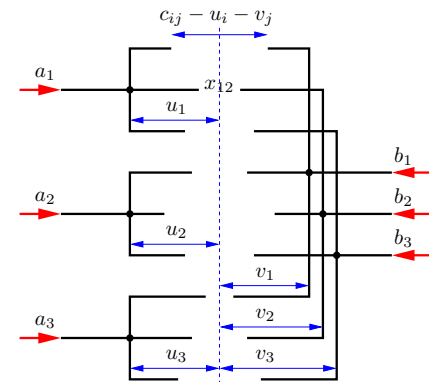 c_{ij} − u_i − v_j
a_1
x_{12}
u_1
b_1
a_2
b_2
u_2
b_3
v_1
a_3
v_2
u_3
v_3